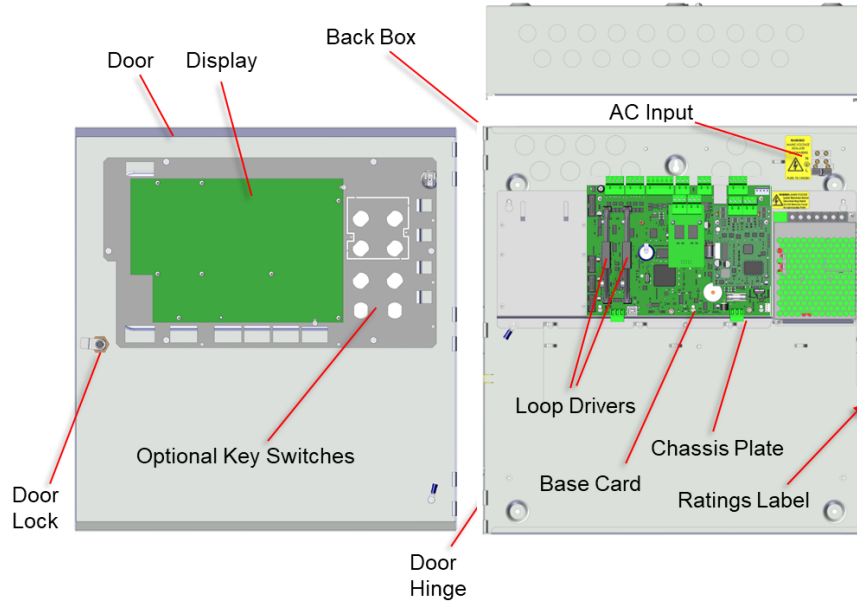 Back Box
Door
Display
AC Input
WARNING
Loop Drivers
Optional Key Switches
Chassis Plate
Base Card
Ratings Label
Door
Lock
Door
Hinge